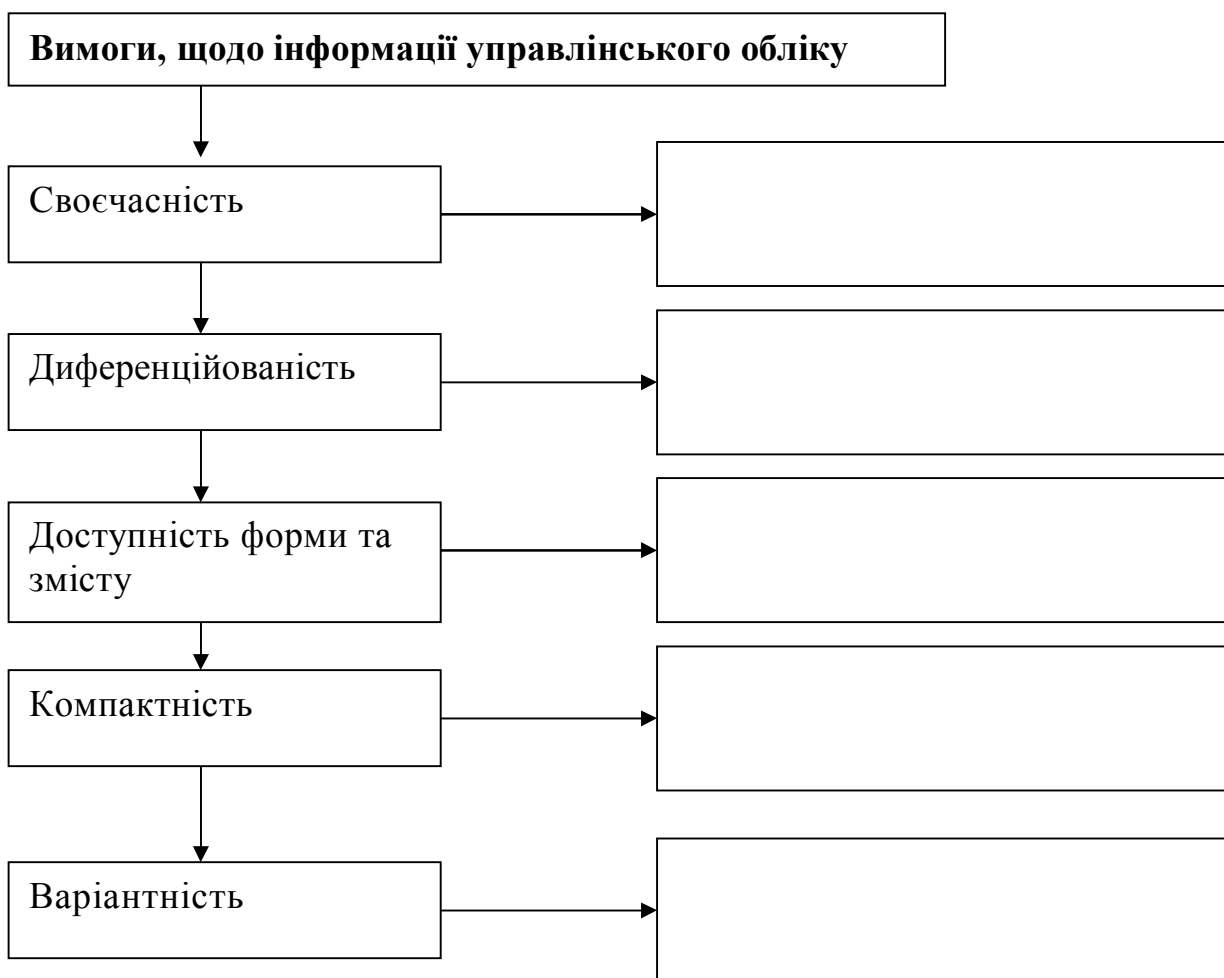 Вимоги, щодо інформації управлінського обліку
Своєчасність
Диференційованість
Доступність форми та
змісту
Компактність
Варіантність